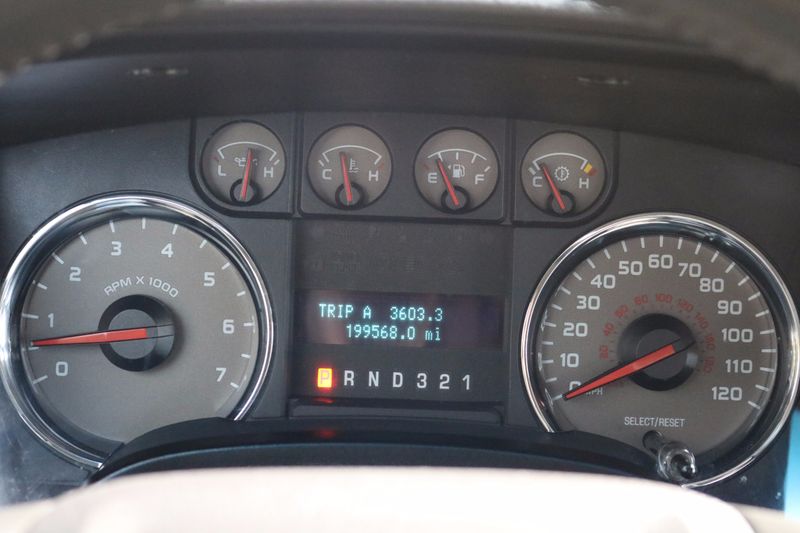 L H
C H
E F
C H
0 1 2 3 4 5 6 7
RPM X 1000
TRIP A 3603.3
199568.0 mi
P R N D 3 2 1
0 10 20 30 40 50 60 70 80 90 100 110 120
SELECT/RESET